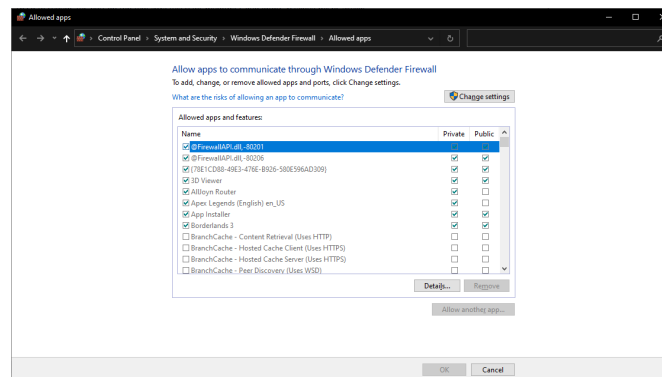 Allowed apps
Control Panel › System and Security › Windows Defender Firewall › Allowed apps
Allow apps to communicate through Windows Defender Firewall
To add, change, or remove allowed apps and ports, click Change settings.
What are the risks of allowing an app to communicate?
Change settings
Allowed apps and features:
Name Private Public
@FirewallAPI.dll,-80201
@FirewallAPI.dll,-80206
{78E1CD88-49E3-476E-B926-580E596AD309}
3D Viewer
AllJoyn Router
Apex Legends (English) en_US
App Installer
Borderlands 3
BranchCache - Content Retrieval (Uses HTTP)
BranchCache - Hosted Cache Client (Uses HTTPS)
BranchCache - Hosted Cache Server (Uses HTTPS)
BranchCache - Peer Discovery (Uses WSD)
Details... Remove
Allow another app...
OK Cancel